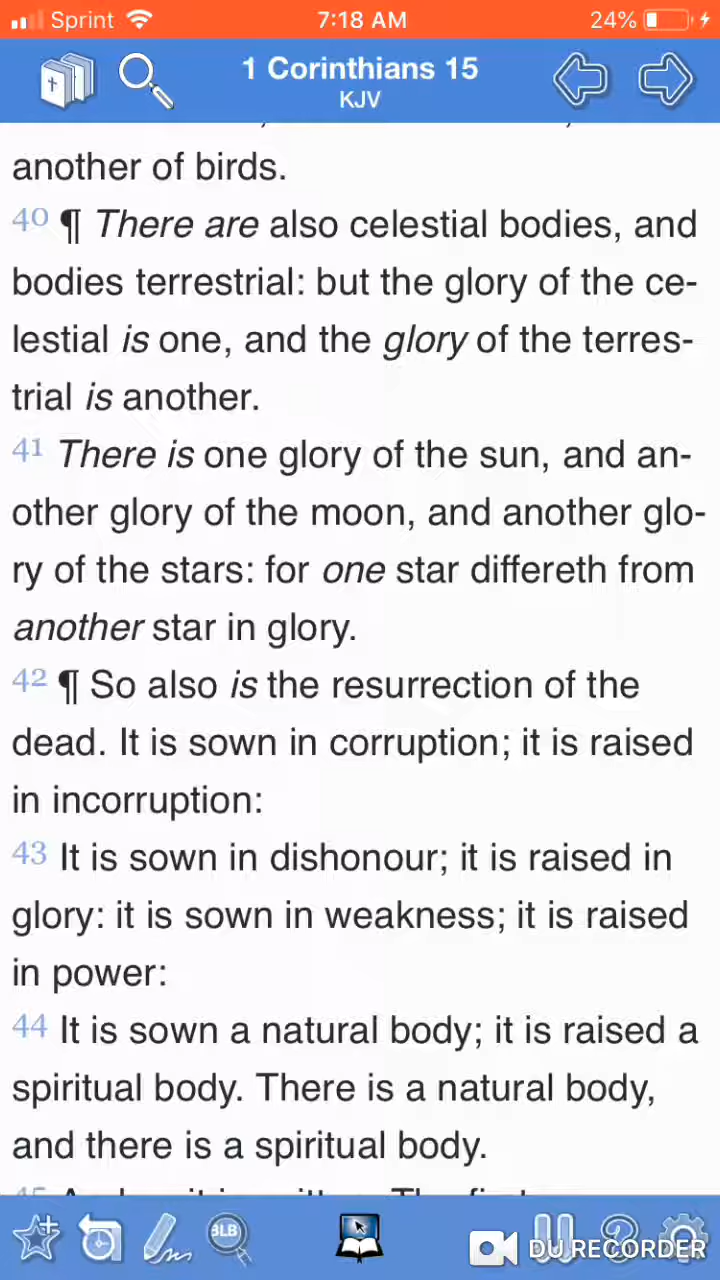 Sprint 7:18 AM 24%
1 Corinthians 15
KJV
another of birds.
40 ¶ There are also celestial bodies, and
bodies terrestrial: but the glory of the ce-
lestial is one, and the glory of the terres-
trial is another.
41 There is one glory of the sun, and an-
other glory of the moon, and another glo-
ry of the stars: for one star differeth from
another star in glory.
42 ¶ So also is the resurrection of the
dead. It is sown in corruption; it is raised
in incorruption:
43 It is sown in dishonour; it is raised in
glory: it is sown in weakness; it is raised
in power:
44 It is sown a natural body; it is raised a
spiritual body. There is a natural body,
and there is a spiritual body.
BLB
DU RECORDER